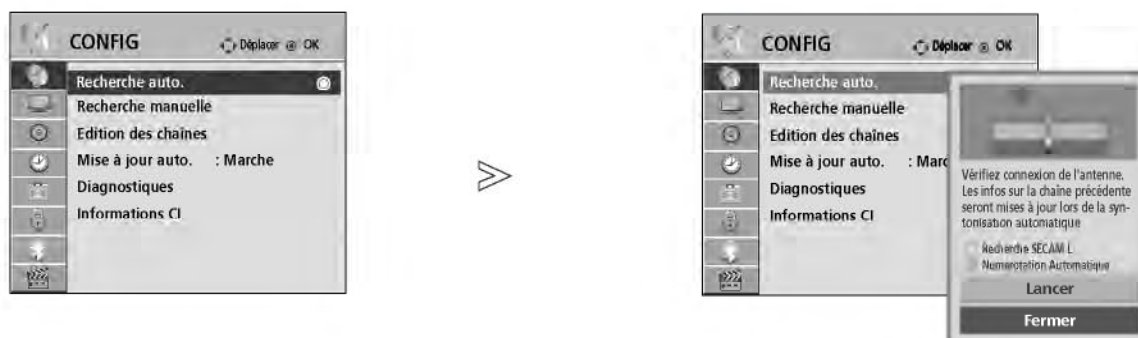 CONFIG
Déplacer OK
Recherche auto.
Recherche manuelle
Edition des chaînes
Mise à jour auto. : Marche
Diagnostiques
Informations CI
CONFIG
Déplacer OK
Recherche auto.
Recherche manuelle
Edition des chaînes
Mise à jour auto. : Marc
Diagnostiques
Informations CI
Vérifiez connexion de l'antenne.
Les infos sur la chaîne précédente
seront mises à jour lors de la syn-
tonisation automatique
Recherche SECAM L
Numerotation Automatique
Lancer
Fermer